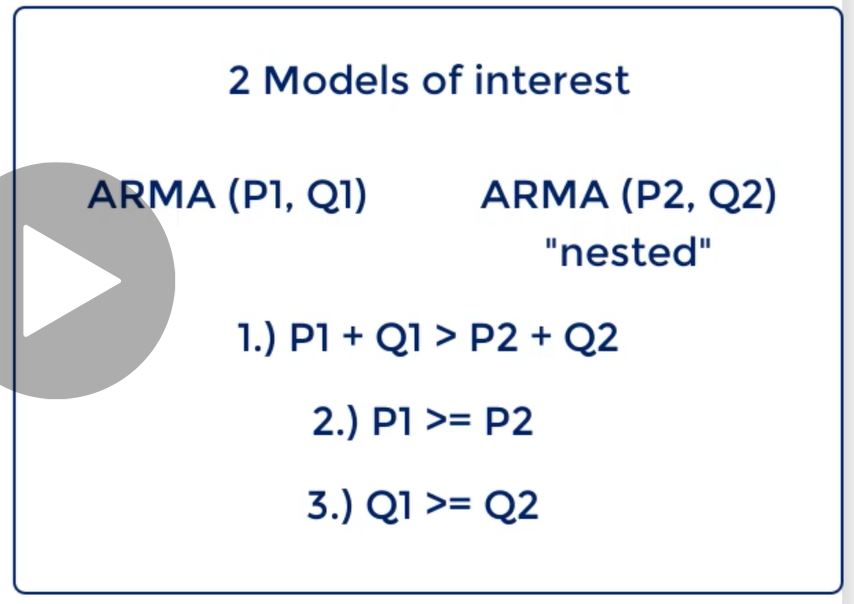 2 Models of interest
ARMA (P1, Q1) ARMA (P2, Q2)
"nested"
1.) P1 + Q1 > P2 + Q2
2.) P1 >= P2
3.) Q1 >= Q2